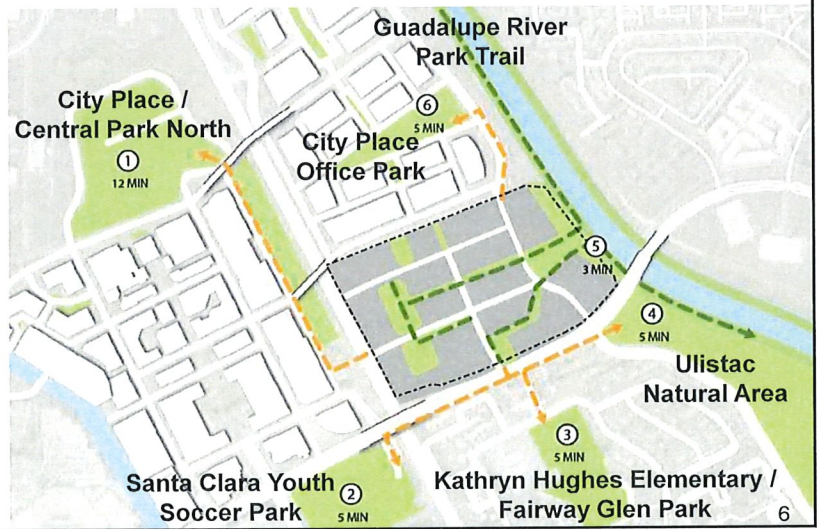 Guadalupe River
Park Trail
City Place /
Central Park North
①
12 MIN
⑥
5 MIN
City Place
Office Park
⑤
3 MIN
④
5 MIN
Ulistac
Natural Area
③
5 MIN
Kathryn Hughes Elementary /
Fairway Glen Park
Santa Clara Youth
Soccer Park
②
5 MIN
6